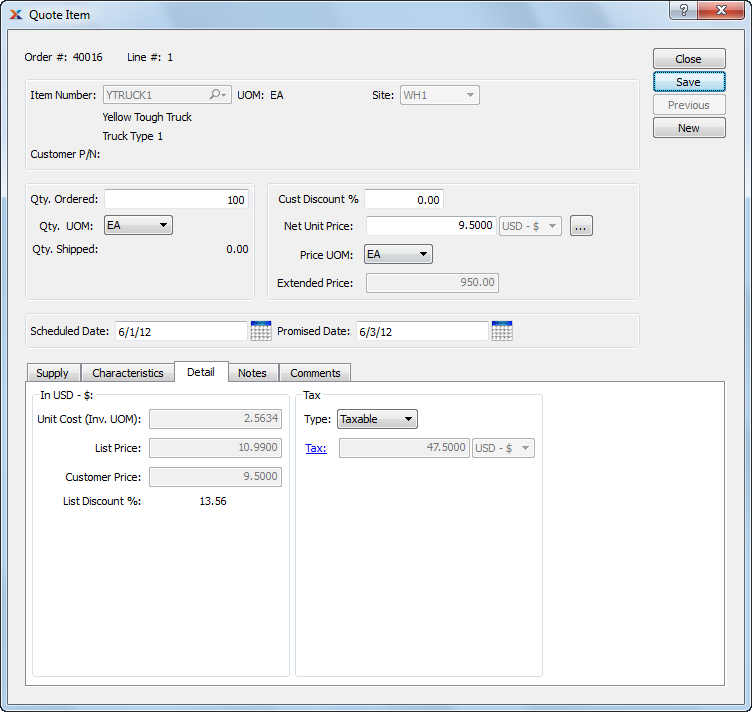 Quote Item
?
Order #: 40016 Line #: 1
Close
Save
Previous
New
Item Number: YTRUCK1 UOM: EA Site: WH1
Yellow Tough Truck
Truck Type 1
Customer P/N:
Qty. Ordered: 100
Qty. UOM: EA
Qty. Shipped: 0.00
Cust Discount % 0.00
Net Unit Price: 9.5000 USD - $ ...
Price UOM: EA
Extended Price: 950.00
Scheduled Date: 6/1/12 Promised Date: 6/3/12
Supply Characteristics Detail Notes Comments
In USD - $:
Unit Cost (Inv. UOM): 2.5634
List Price: 10.9900
Customer Price: 9.5000
List Discount %: 13.56
Tax
Type: Taxable
Tax: 47.5000 USD - $